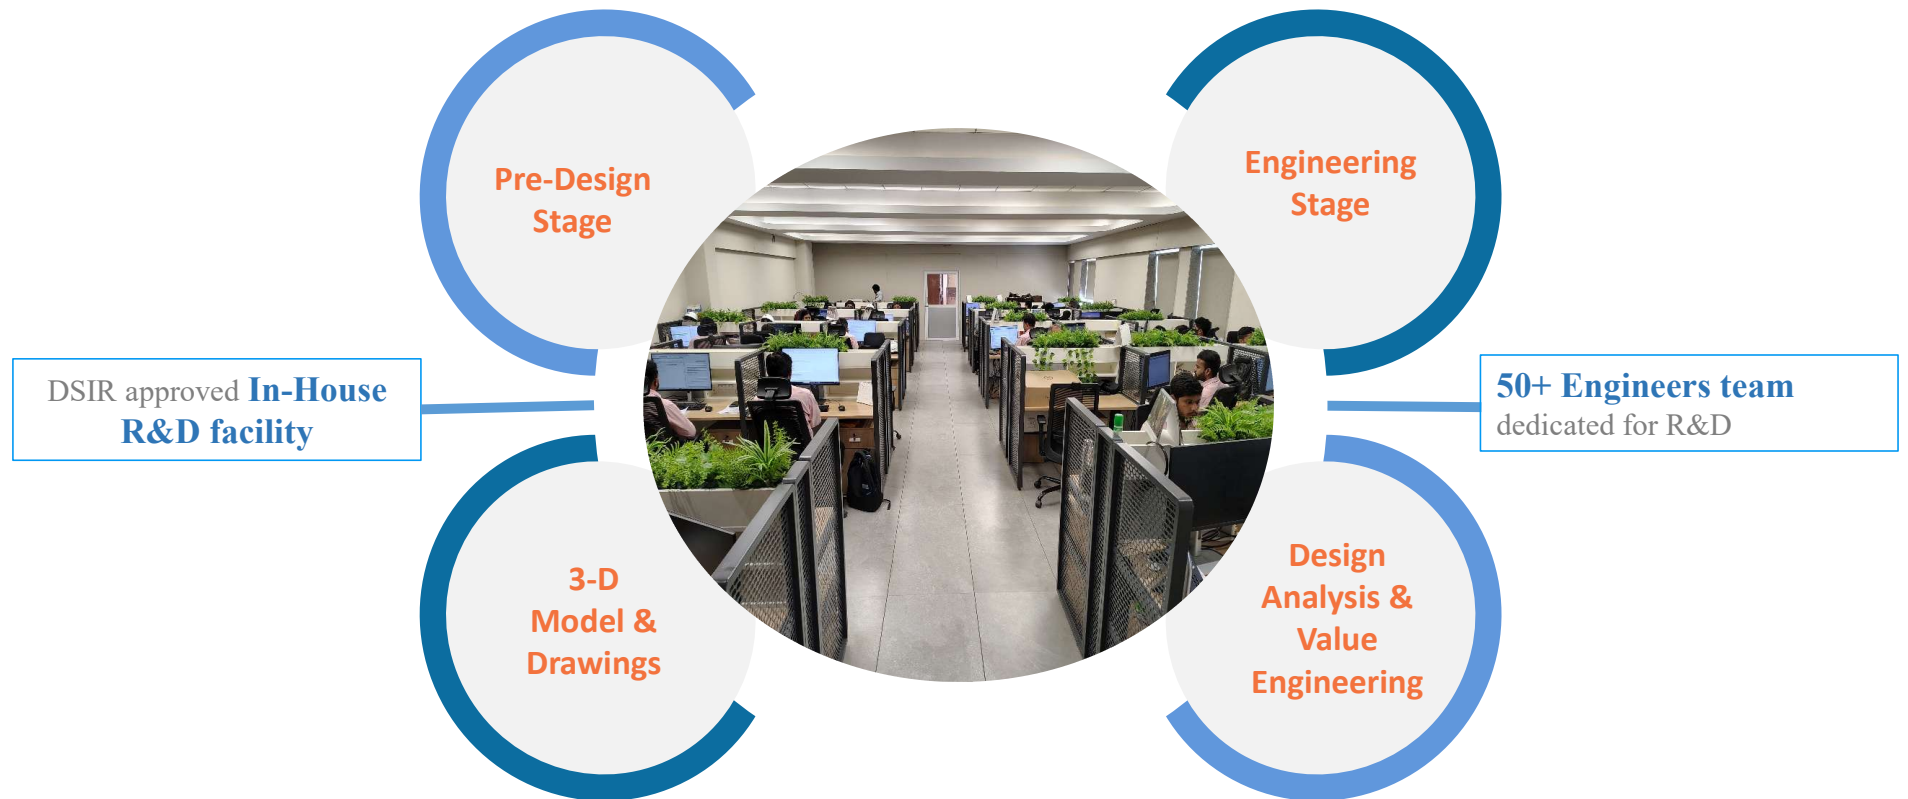 Pre-Design
Stage
Engineering
Stage
DSIR approved In-House
R&D facility
50+ Engineers team
dedicated for R&D
3-D
Model &
Drawings
Design
Analysis &
Value
Engineering